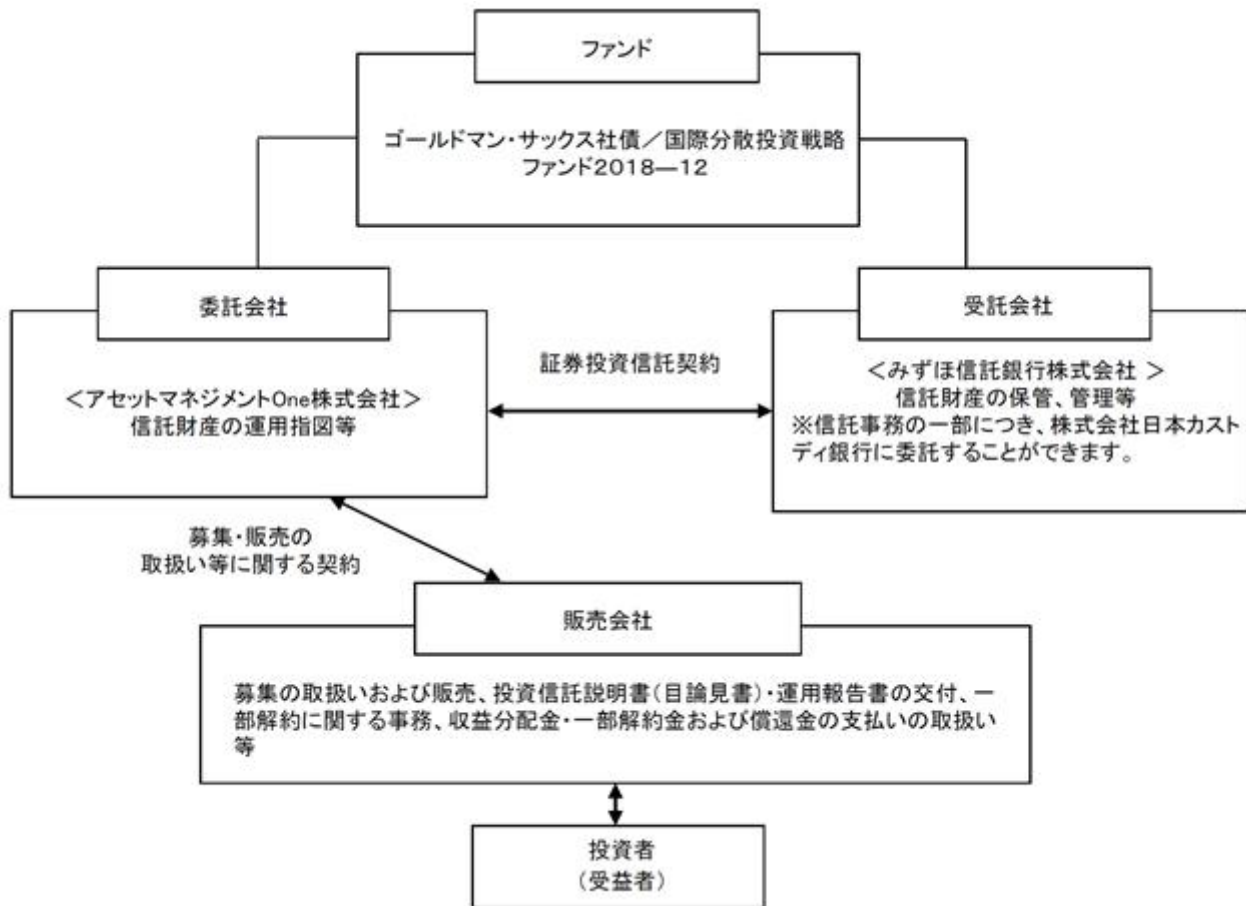 ファンド
ゴールドマン・サックス社債／国際分散投資戦略
ファンド2018―12
委託会社
<アセットマネジメントOne株式会社>
信託財産の運用指図等
証券投資信託契約
受託会社
<みずほ信託銀行株式会社 >
信託財産の保管、管理等
※信託事務の一部につき、株式会社日本カスト
ディ銀行に委託することができます。
募集・販売の
取扱い等に関する契約
販売会社
募集の取扱いおよび販売、投資信託説明書(目論見書)・運用報告書の交付、一
部解約に関する事務、収益分配金・一部解約金および償還金の支払いの取扱い
等
投資者
（受益者）